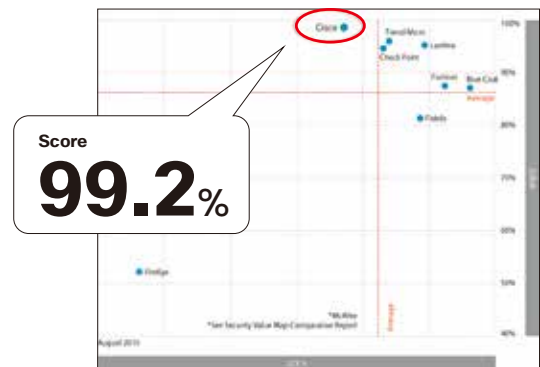 Cisco
100%
Trend Micro
Lastline
Check Point
Fortinet
Blue Coat
90%
Average
Score
99.2%
Fidelis
80%
70%
60%
FireEye
50%
Average
*McAfee
*See Security Value Map Comparative Report
40%
August 2015